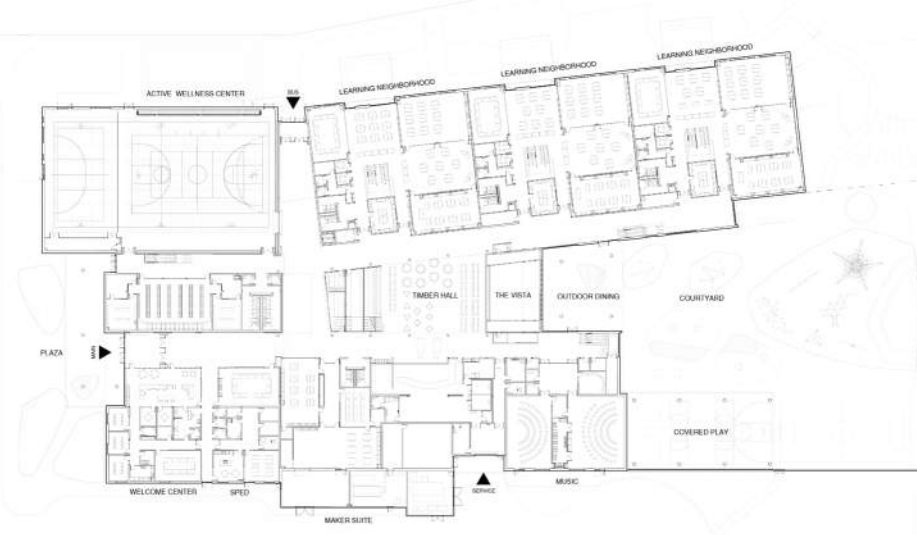 LEARNING NEIGHBORHOOD
LEARNING NEIGHBORHOOD
LEARNING NEIGHBORHOOD
ACTIVE WELLNESS CENTER
BUS
TIMBER HALL
THE VISTA
OUTDOOR DINING
COURTYARD
PLAZA
MAIN
COVERED PLAY
WELCOME CENTER
SPED
SERVICE
MUSIC
MAKER SUITE